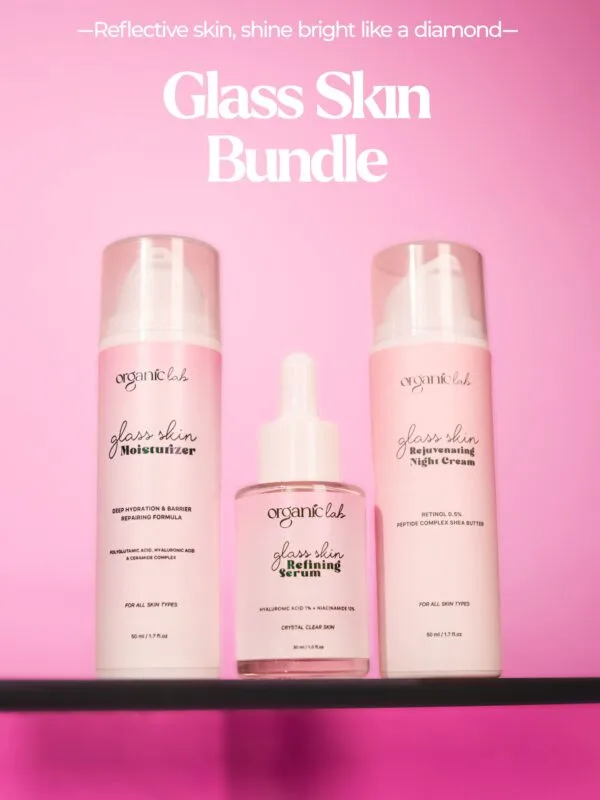 —Reflective skin, shine bright like a diamond—
Glass Skin
Bundle
organic lab
glass skin
Moisturizer
DEEP HYDRATION & BARRIER
REPAIRING FORMULA
POLYGLUTAMIC ACID, HYALURONIC ACID
& CERAMIDE COMPLEX
FOR ALL SKIN TYPES
50 ml / 1.7 fl.oz
organic lab
glass skin
Refining
Serum
HYALURONIC ACID 1% + NIACINAMIDE 10%
CRYSTAL CLEAR SKIN
30 ml / 1.0 fl.oz
organic lab
glass skin
Rejuvenating
Night Cream
RETINOL 0.5%
PEPTIDE COMPLEX SHEA BUTTER
FOR ALL SKIN TYPES
50 ml / 1.7 fl.oz